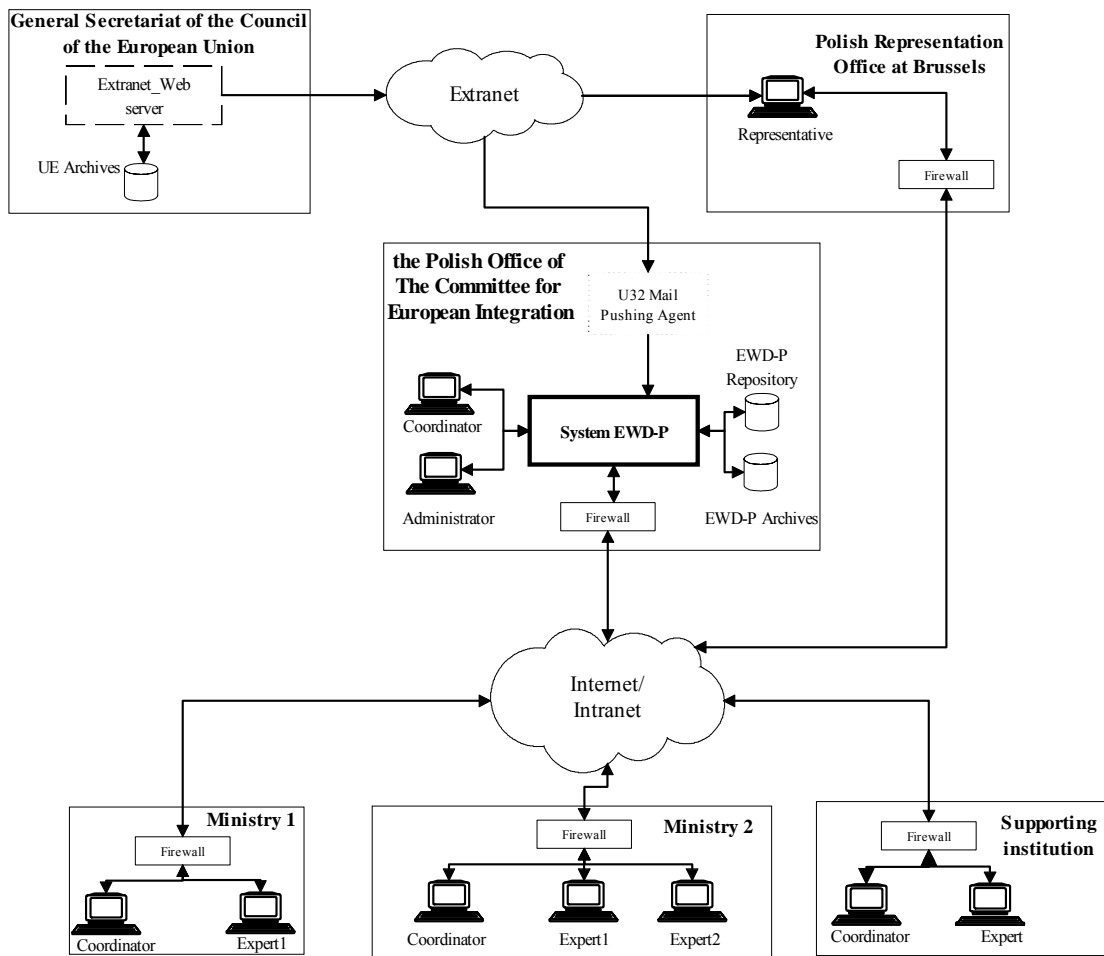 General Secretariat of the Council
of the European Union
Extranet_Web
server
UE Archives
Extranet
Polish Representation
Office at Brussels
Representative
Firewall
the Polish Office of
The Committee for
European Integration
U32 Mail
Pushing Agent
EWD-P
Repository
Coordinator
System EWD-P
Administrator
Firewall
EWD-P Archives
Internet/
Intranet
Ministry 1
Firewall
Coordinator
Expert1
Ministry 2
Firewall
Coordinator
Expert1
Expert2
Supporting
institution
Firewall
Coordinator
Expert